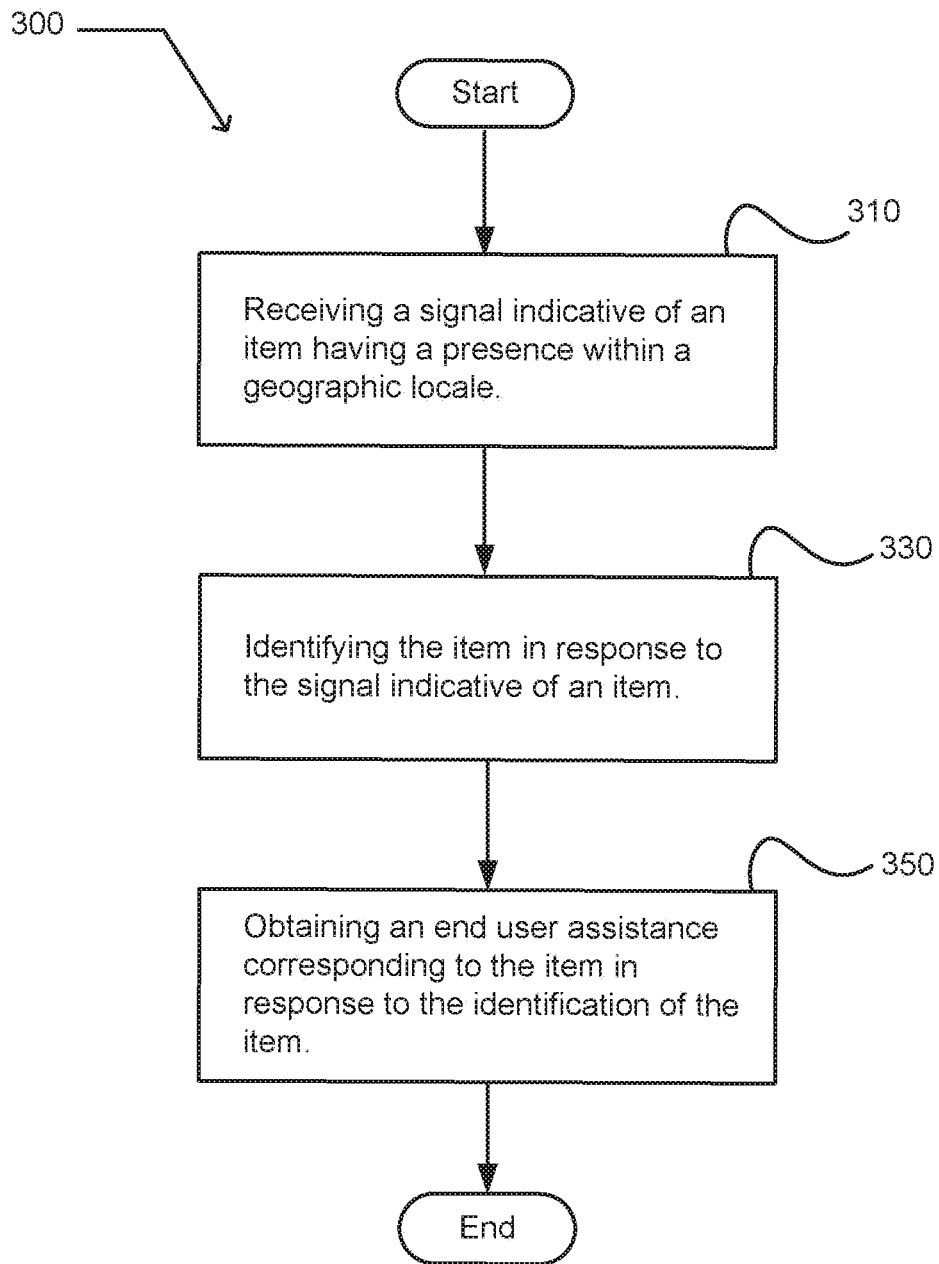 300
Start
310
Receiving a signal indicative of an
item having a presence within a
geographic locale.
330
Identifying the item in response to
the signal indicative of an item.
350
Obtaining an end user assistance
corresponding to the item in
response to the identification of the
item.
End